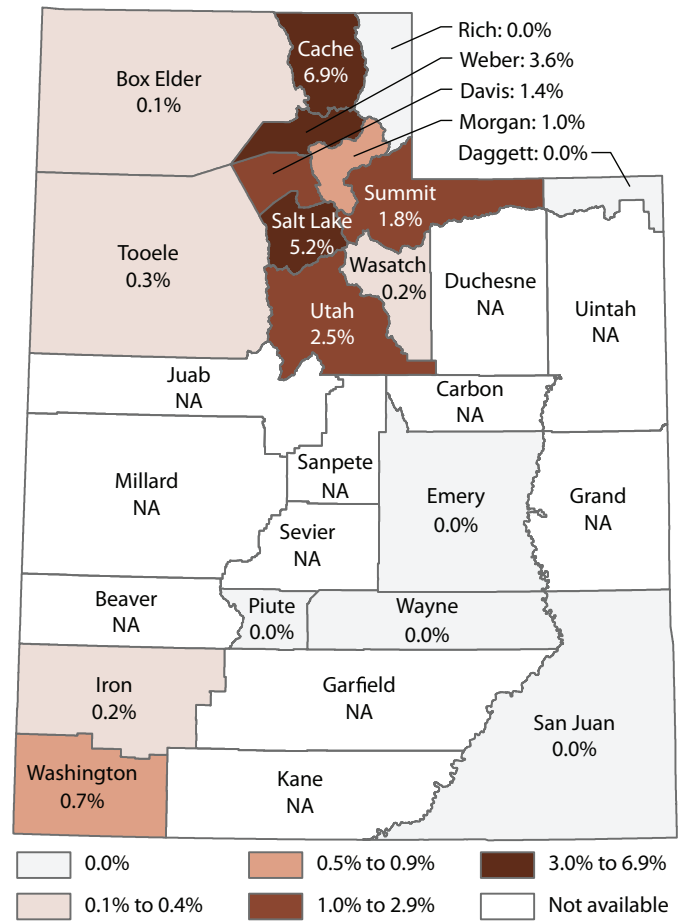 Rich: 0.0%
Weber: 3.6%
Davis: 1.4%
Morgan: 1.0%
Daggett: 0.0%
Cache
6.9%
Box Elder
0.1%
Summit
1.8%
Salt Lake
5.2%
Tooele
0.3%
Wasatch
0.2%
Duchesne
NA
Uintah
NA
Utah
2.5%
Juab
NA
Carbon
NA
Sanpete
NA
Millard
NA
Emery
0.0%
Grand
NA
Sevier
NA
Beaver
NA
Piute
0.0%
Wayne
0.0%
Iron
0.2%
Garfield
NA
San Juan
0.0%
Washington
0.7%
Kane
NA
0.0%
0.5% to 0.9%
3.0% to 6.9%
0.1% to 0.4%
1.0% to 2.9%
Not available